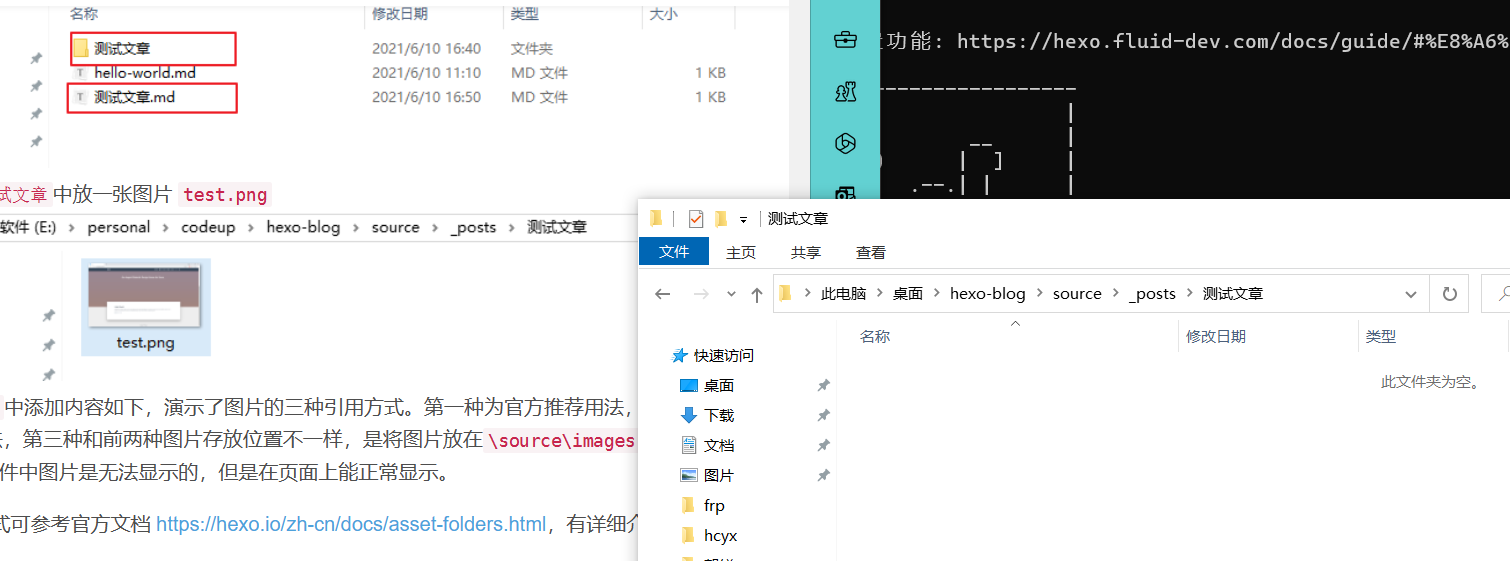 名称 修改日期 类型 大小
测试文章 2021/6/10 16:40 文件夹
hello-world.md 2021/6/10 11:10 MD 文件 1 KB
测试文章.md 2021/6/10 16:50 MD 文件 1 KB
试文章中放一张图片 test.png
软件 (E:) › personal › codeup › hexo-blog › source › _posts › 测试文章
test.png
中添加内容如下，演示了图片的三种引用方式。第一种为官方推荐用法，
，第三种和前两种图片存放位置不一样，是将图片放在\source\images
件中图片是无法显示的，但是在页面上能正常显示。
式可参考官方文档 https://hexo.io/zh-cn/docs/asset-folders.html，有详细介
功能: https://hexo.fluid-dev.com/docs/guide/#%E8%A6%
测试文章
文件 主页 共享 查看
此电脑 › 桌面 › hexo-blog › source › _posts › 测试文章
名称 修改日期 类型
此文件夹为空。
快速访问
桌面
下载
文档
图片
frp
hcyx